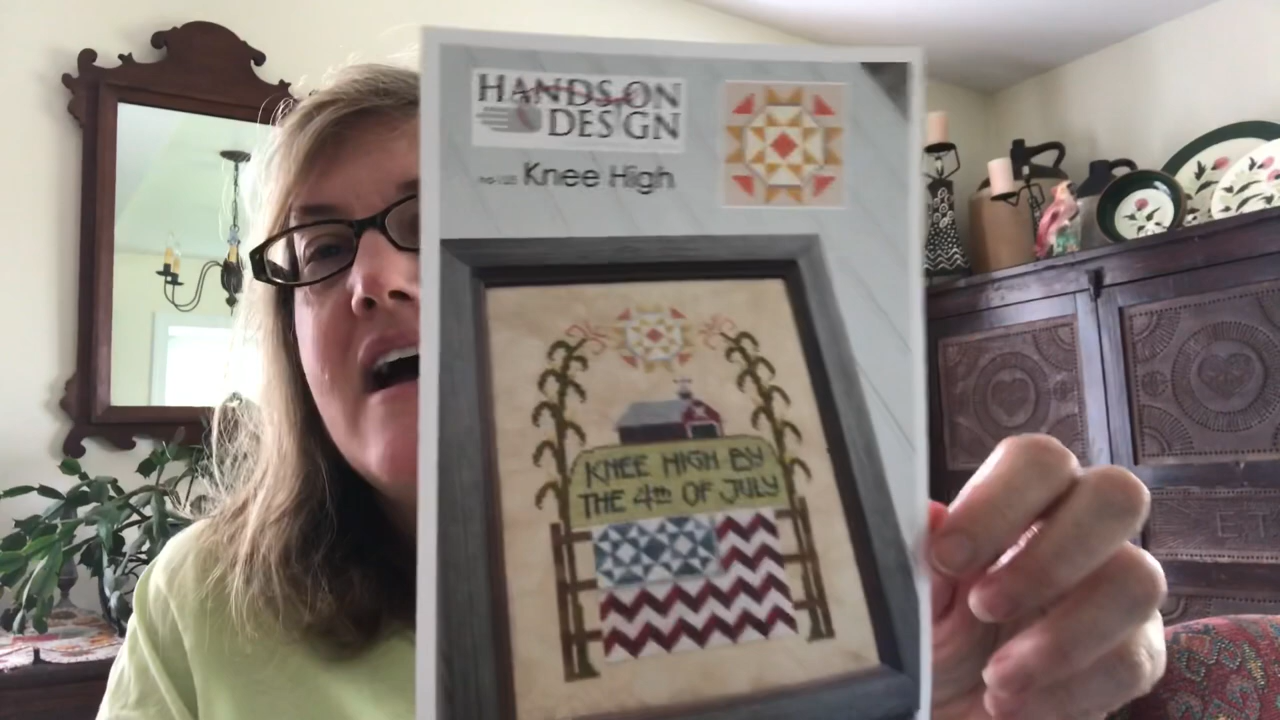 HANDS ON
DESIGN
Knee High
KNEE HIGH BY
THE 4th OF JULY